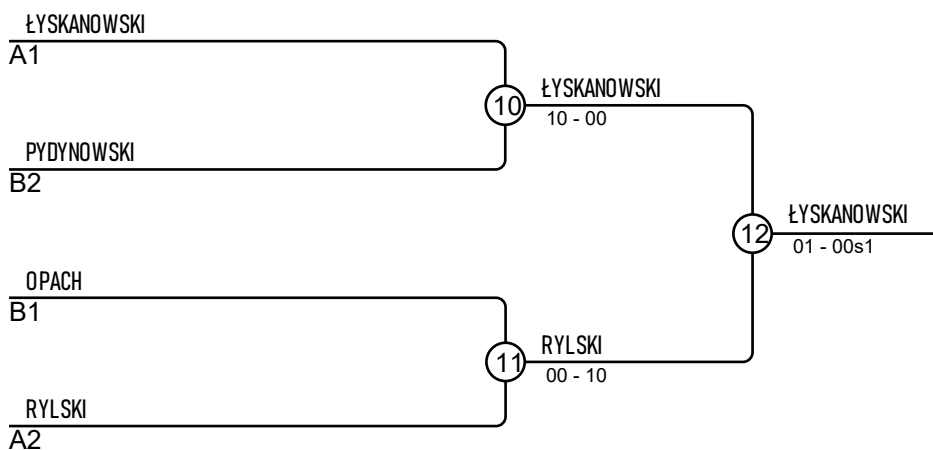 ŁYSKANOWSKI
A1
10
ŁYSKANOWSKI
10 - 00
PYDYNOWSKI
B2
12
ŁYSKANOWSKI
01 - 00s1
OPACH
B1
11
RYLSKI
00 - 10
RYLSKI
A2